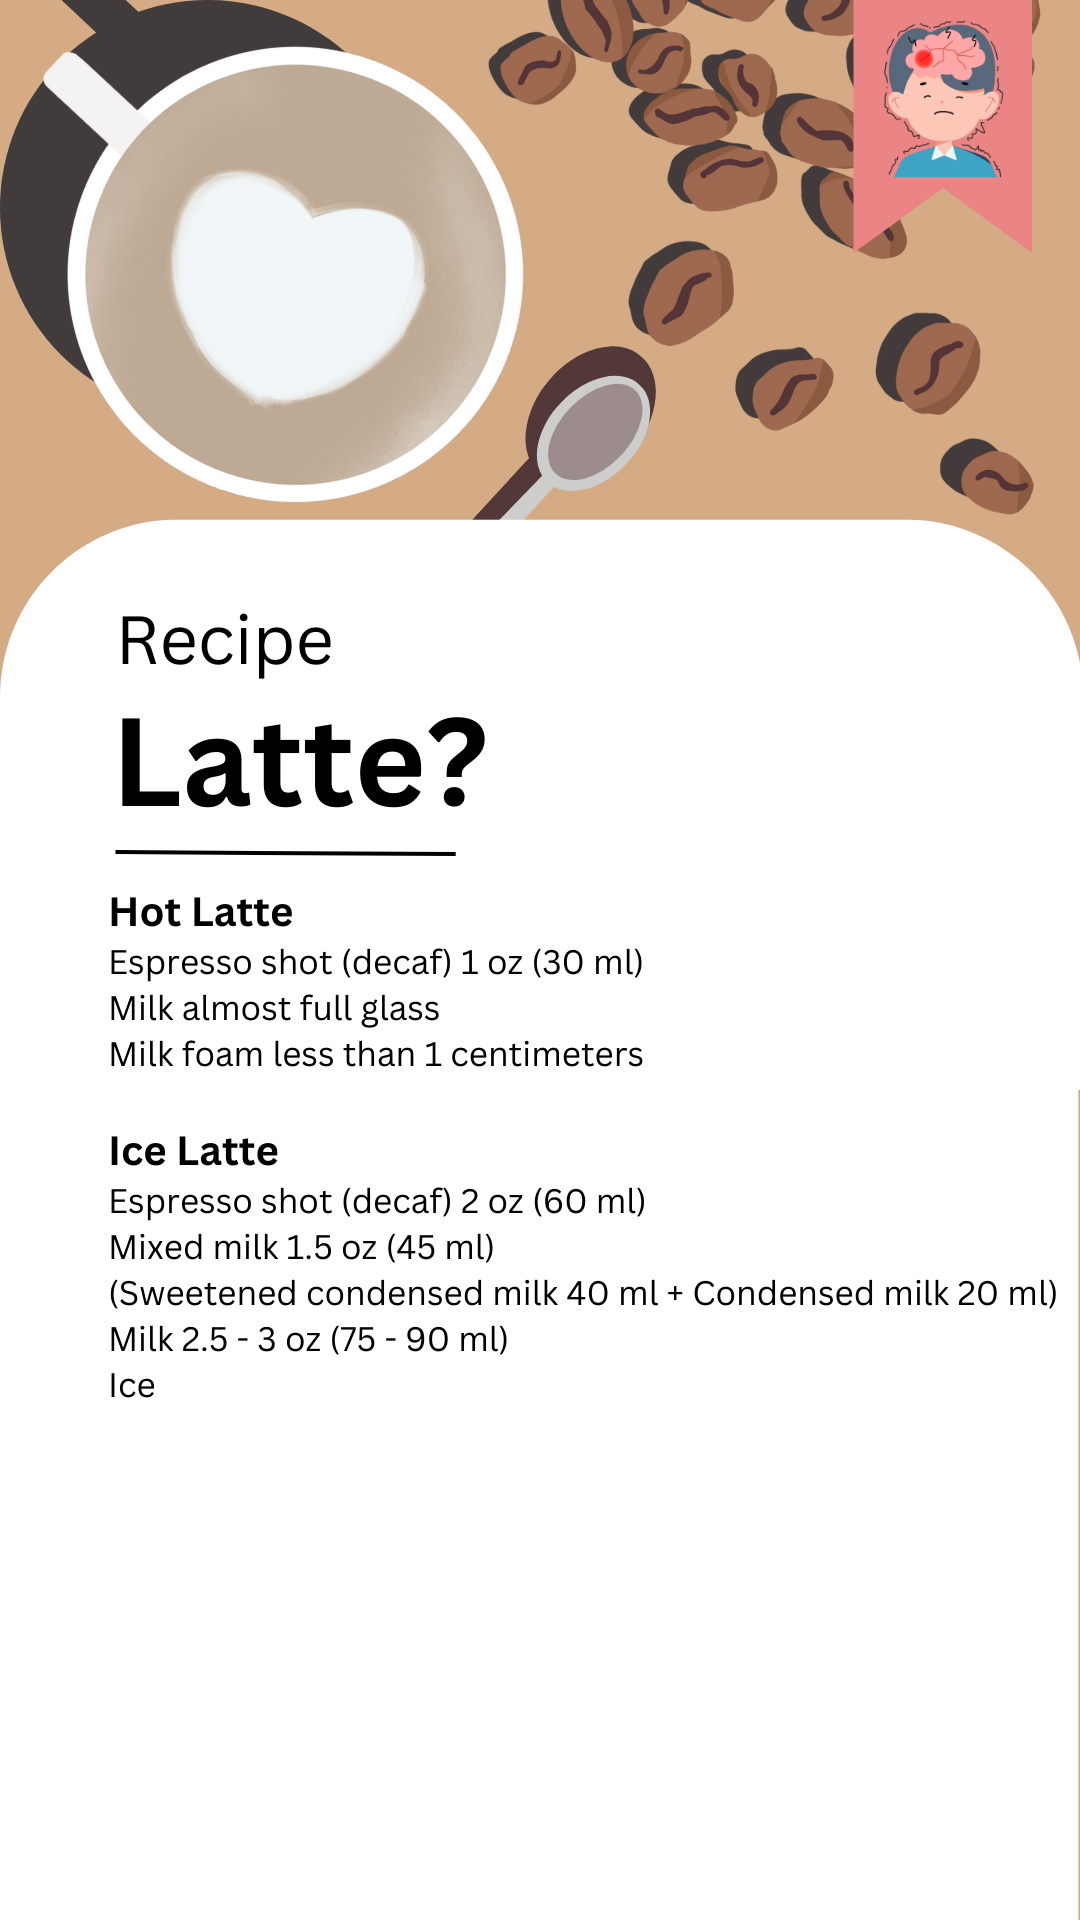 Recipe
Latte?
Hot Latte
Espresso shot (decaf) 1 oz (30 ml)
Milk almost full glass
Milk foam less than 1 centimeters
Ice Latte
Espresso shot (decaf) 2 oz (60 ml)
Mixed milk 1.5 oz (45 ml)
(Sweetened condensed milk 40 ml + Condensed milk 20 ml)
Milk 2.5 - 3 oz (75 - 90 ml)
Ice